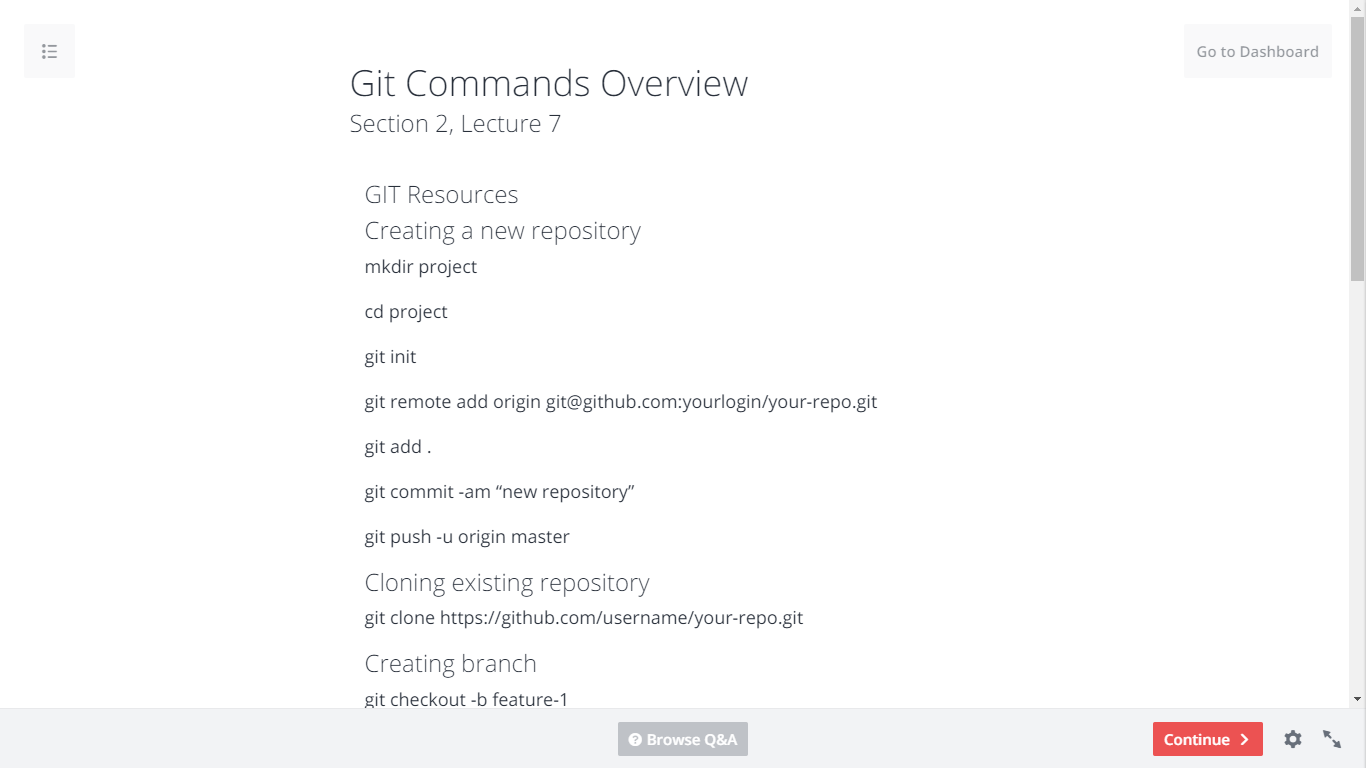 Go to Dashboard
Git Commands Overview
Section 2, Lecture 7
GIT Resources
Creating a new repository
mkdir project
cd project
git init
git remote add origin git@github.com:yourlogin/your-repo.git
git add .
git commit -am “new repository”
git push -u origin master
Cloning existing repository
git clone https://github.com/username/your-repo.git
Creating branch
git checkout -b feature-1
Browse Q&A
Continue